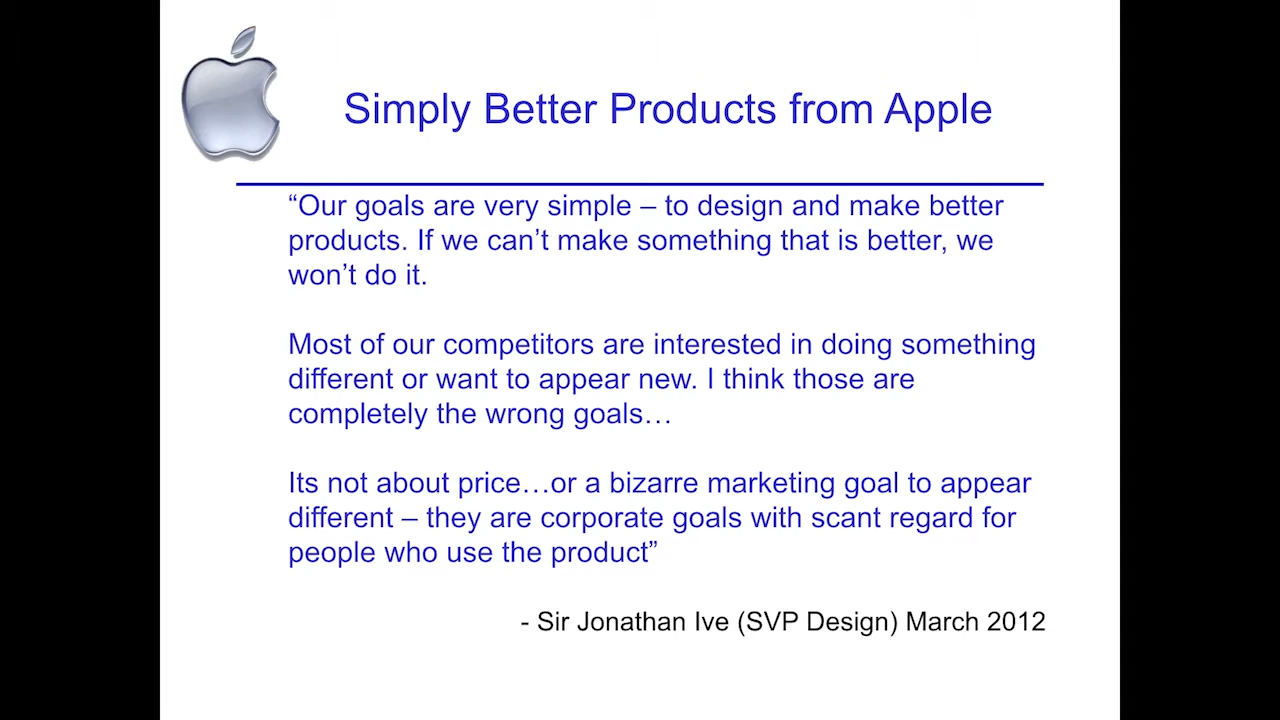 Simply Better Products from Apple
“Our goals are very simple – to design and make better
products. If we can’t make something that is better, we
won’t do it.
Most of our competitors are interested in doing something
different or want to appear new. I think those are
completely the wrong goals…
Its not about price…or a bizarre marketing goal to appear
different – they are corporate goals with scant regard for
people who use the product”
- Sir Jonathan Ive (SVP Design) March 2012